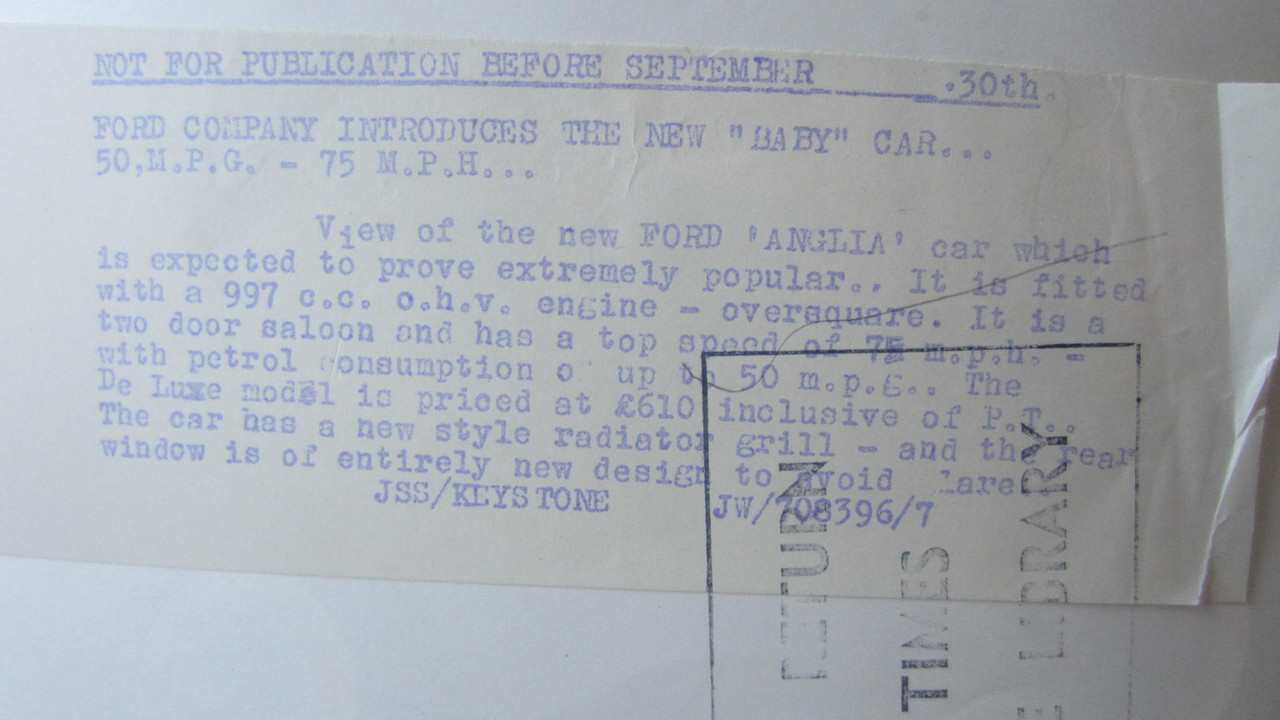 NOT FOR PUBLICATION BEFORE SEPTEMBER .30th.
FORD COMPANY INTRODUCES THE NEW "BABY" CAR...
50,M.P.G. - 75 M.P.H...
View of the new FORD 'ANGLIA' car which
is expected to prove extremely popular.. It is fitted
with a 997 c.c. o.h.v. engine - oversquare. It is a
two door saloon and has a top speed of 75 m.p.h. -
with petrol consumption o up to 50 m.p.g.. The
De Luxe model is priced at £610 inclusive of P.T..
The car has a new style radiator grill - and the rear
window is of entirely new design to avoid glare
JSS/KEYSTONE JW/708396/7
RETURN
TIMES
LIBRARY